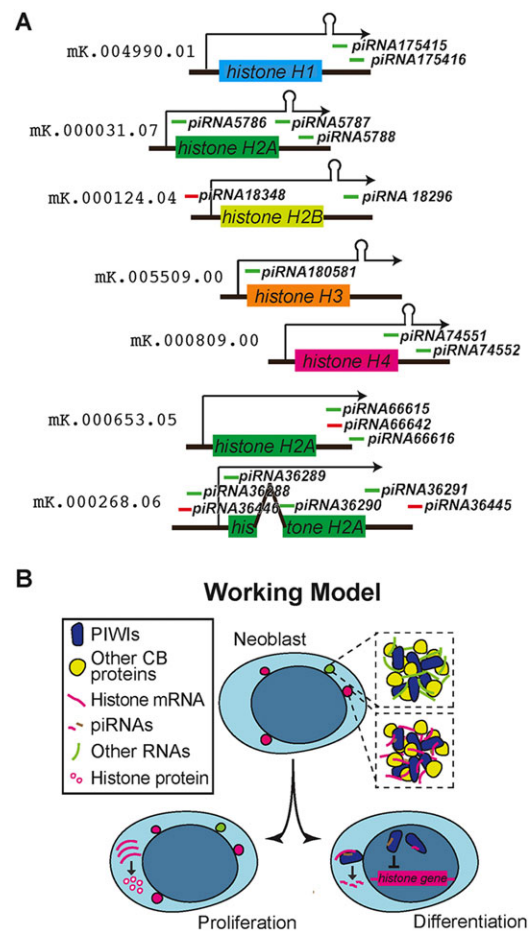 A
mK.004990.01
piRNA175415
piRNA175416
histone H1
piRNA5786
piRNA5787
piRNA5788
mK.000031.07
histone H2A
mK.000124.04
piRNA18348
piRNA 18296
histone H2B
piRNA180581
mK.005509.00
histone H3
mK.000809.00
piRNA74551
piRNA74552
histone H4
mK.000653.05
piRNA66615
piRNA66642
piRNA66616
histone H2A
piRNA36289
mK.000268.06
piRNA36288
piRNA36291
piRNA36446
piRNA36290
piRNA36445
his
tone H2A
B
Working Model
PIWIs
Other CB
proteins
Histone mRNA
piRNAs
Other RNAs
Histone protein
Neoblast
histone gene
Proliferation
Differentiation